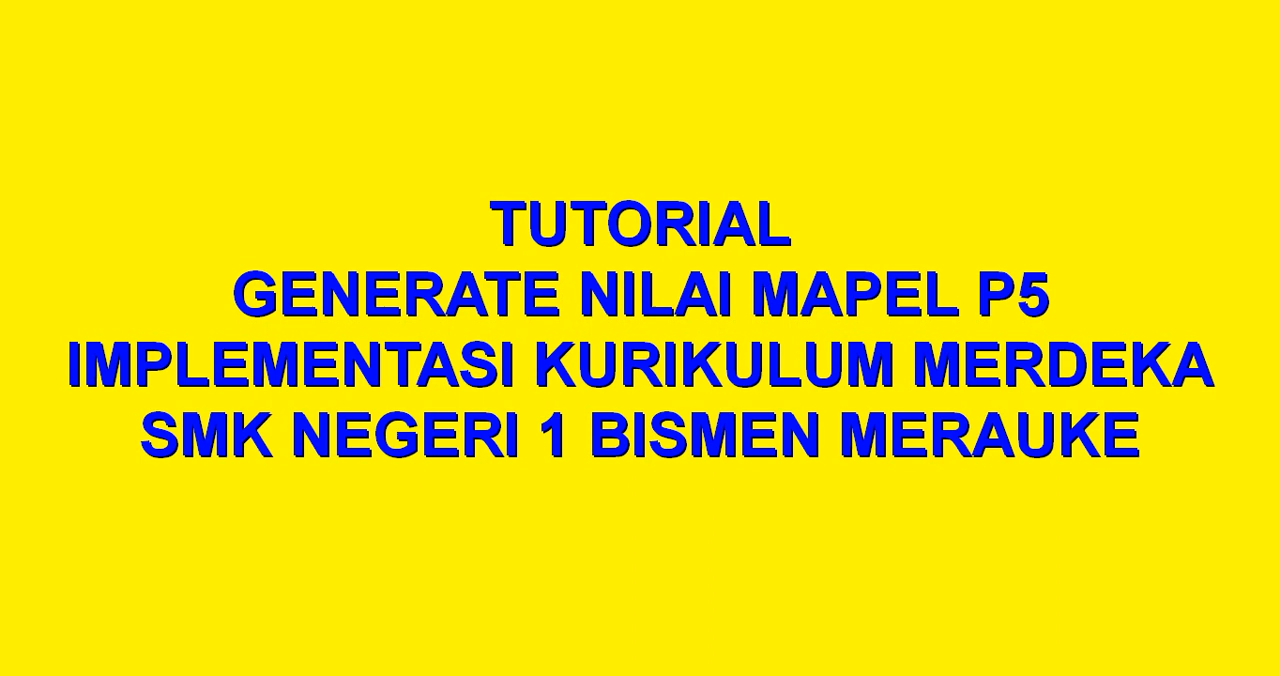 TUTORIAL
GENERATE NILAI MAPEL P5
IMPLEMENTASI KURIKULUM MERDEKA
SMK NEGERI 1 BISMEN MERAUKE